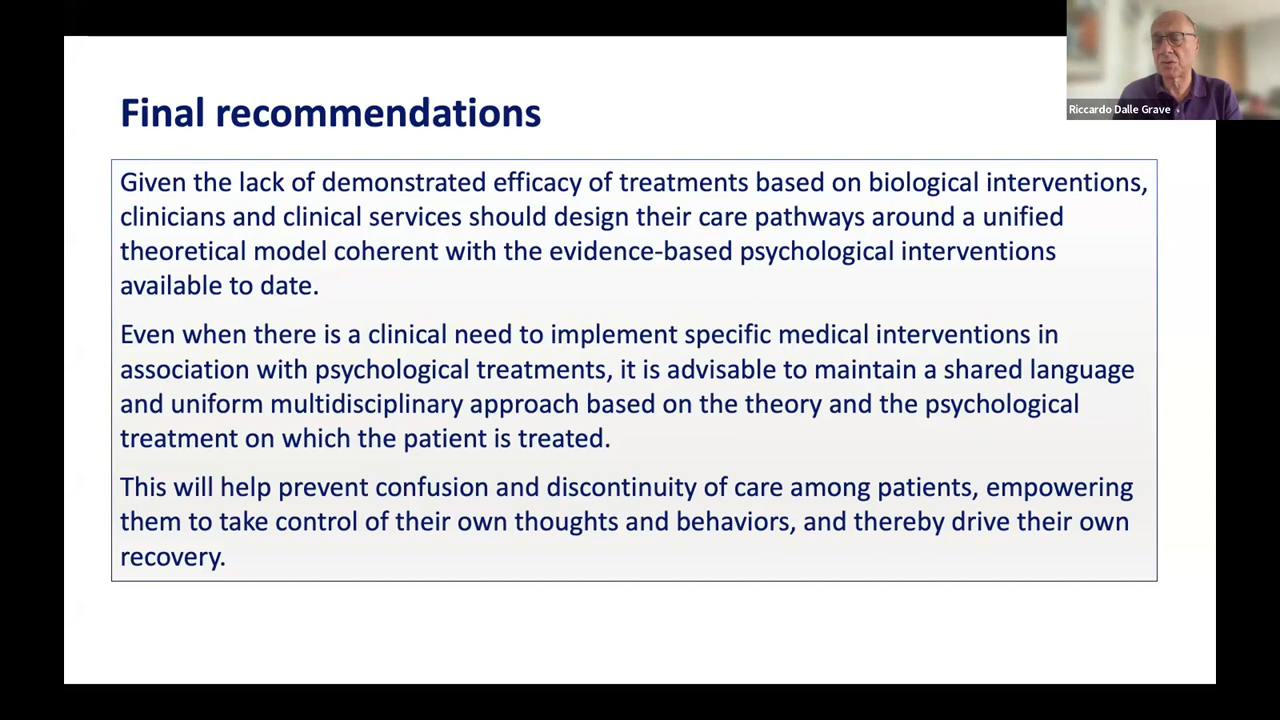 Riccardo Dalle Grave
Final recommendations
Given the lack of demonstrated efficacy of treatments based on biological interventions,
clinicians and clinical services should design their care pathways around a unified
theoretical model coherent with the evidence-based psychological interventions
available to date.
Even when there is a clinical need to implement specific medical interventions in
association with psychological treatments, it is advisable to maintain a shared language
and uniform multidisciplinary approach based on the theory and the psychological
treatment on which the patient is treated.
This will help prevent confusion and discontinuity of care among patients, empowering
them to take control of their own thoughts and behaviors, and thereby drive their own
recovery.